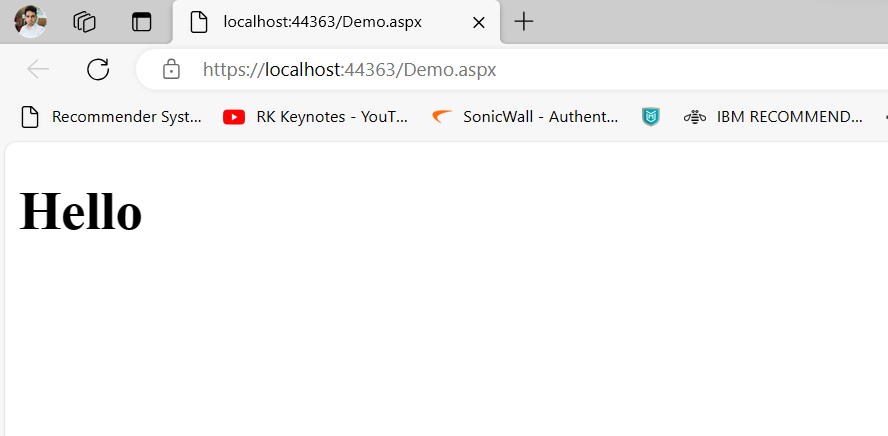 localhost:44363/Demo.aspx
https://localhost:44363/Demo.aspx
Recommender Syst... RK Keynotes - YouT... SonicWall - Authent... IBM RECOMMEND...
Hello